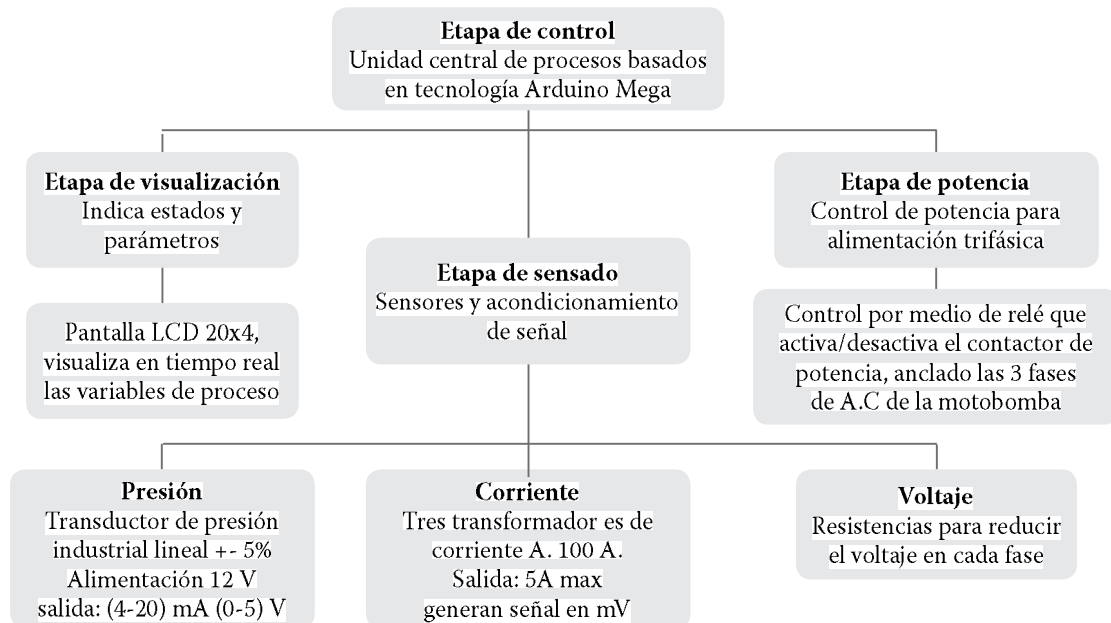 Etapa de control
Unidad central de procesos basados
en tecnología Arduino Mega
Etapa de visualización
Indica estados y
parámetros
Etapa de potencia
Control de potencia para
alimentación trifásica
Etapa de sensado
Sensores y acondicionamiento
de señal
Pantalla LCD 20x4,
visualiza en tiempo real
las variables de proceso
Control por medio de relé que
activa/desactiva el contactor de
potencia, anclado las 3 fases
de A.C de la motobomba
Presión
Transductor de presión
industrial lineal +- 5%
Alimentación 12 V
salida: (4-20) mA (0-5) V
Corriente
Tres transformador es de
corriente A. 100 A.
Salida: 5A max
generan señal en mV
Voltaje
Resistencias para reducir
el voltaje en cada fase